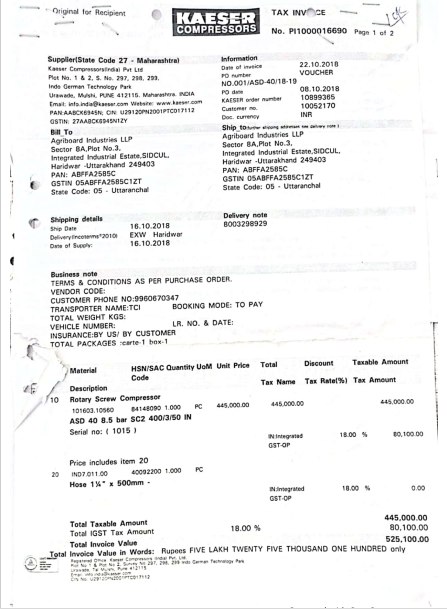 Original for Recipient
KAESER COMPRESSORS
TAX INVOICE
No. PI1000016690 Page 1 of 2
Supplier(State Code 27 - Maharashtra)
Kaeser Compressors(India) Pvt Ltd
Plot No. 1 & 2, S. No. 297, 298, 299,
Indo German Technology Park
Urawade, Mulshi, PUNE 412115. Maharashtra. INDIA
Email: info.india@kaeser.com Website: www.kaeser.com
PAN:AABCK6945N; CIN: U29120PN2001PTC017112
GSTIN: 27AABCK6945N1ZY
Information
Date of invoice 22.10.2018
PO number VOUCHER
NO.001/ASD-40/18-19
PO date 08.10.2018
KAESER order number 10899365
Customer no. 10052170
Doc. currency INR
Bill_To
Agriboard Industries LLP
Sector 8A,Plot No.3,
Integrated Industrial Estate,SIDCUL,
Haridwar -Uttarakhand 249403
PAN: ABFFA2585C
GSTIN 05ABFFA2585C1ZT
State Code: 05 - Uttaranchal
Ship_To(further shipping addresses see delivery note )
Agriboard Industries LLP
Sector 8A,Plot No.3,
Integrated Industrial Estate,SIDCUL,
Haridwar -Uttarakhand 249403
PAN: ABFFA2585C
GSTIN 05ABFFA2585C1ZT
State Code: 05 - Uttaranchal
Shipping details
Ship Date 16.10.2018
Delivery(Incoterms®2010) EXW Haridwar
Date of Supply: 16.10.2018
Delivery note
8003298929
Business note
TERMS & CONDITIONS AS PER PURCHASE ORDER.
VENDOR CODE:
CUSTOMER PHONE NO:9960670347
TRANSPORTER NAME:TCI BOOKING MODE: TO PAY
TOTAL WEIGHT KGS:
VEHICLE NUMBER: LR. NO. & DATE:
INSURANCE:BY US/ BY CUSTOMER
TOTAL PACKAGES :carte-1 box-1
Material HSN/SAC Code Quantity UoM Unit Price Total Discount Taxable Amount
Description Tax Name Tax Rate(%) Tax Amount
10 Rotary Screw Compressor
101603.10560 84148090 1.000 PC 445,000.00 445,000.00 445,000.00
ASD 40 8.5 bar SC2 400/3/50 IN
Serial no: ( 1015 ) IN:Integrated GST-OP 18.00 % 80,100.00
Price includes item 20
20 IND7.011.00 40092200 1.000 PC
Hose 1¼" x 500mm - IN:Integrated GST-OP 18.00 % 0.00
Total Taxable Amount 445,000.00
Total IGST Tax Amount 18.00 % 80,100.00
Total Invoice Value 525,100.00
Total Invoice Value in Words: Rupees FIVE LAKH TWENTY FIVE THOUSAND ONE HUNDRED only
Registered Office: Kaeser Compressors (India) Pvt. Ltd.
Plot No 1 & Plot No 2, Survey No 297, 298, 299 Indo German Technology Park
Urawade, Tal Mulshi, Pune 412115
Email: info.india@kaeser.com
CIN No: U29120PN2001PTC017112